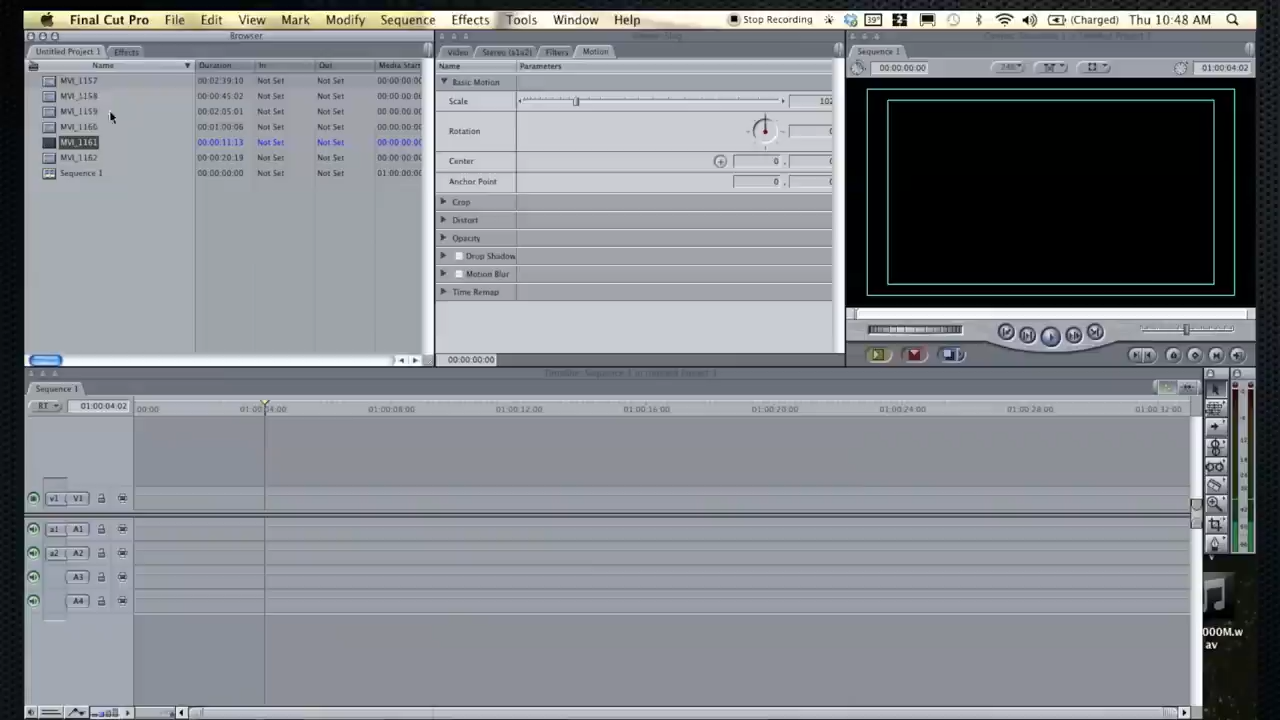 Final Cut Pro File Edit View Mark Modify Sequence Effects Tools Window Help Stop Recording 39° 2 (Charged) Thu 10:48 AM
Browser
Untitled Project 1 Effects
Name Duration In Out Media Start
MVI_1157 00:02:39:10 Not Set Not Set 00:00:00:00
MVI_1158 00:00:45:02 Not Set Not Set 00:00:00:00
MVI_1159 00:02:05:01 Not Set Not Set 00:00:00:00
MVI_1160 00:01:00:06 Not Set Not Set 00:00:00:00
MVI_1161 00:00:11:13 Not Set Not Set 00:00:00:00
MVI_1162 00:00:20:19 Not Set Not Set 00:00:00:00
Sequence 1 00:00:00:00 Not Set Not Set 01:00:00:00
Video Stereo (a1a2) Filters Motion
Name Parameters
Basic Motion
Scale 102
Rotation 0
Center 0 , 0
Anchor Point 0 , 0
Crop
Distort
Opacity
Drop Shadow
Motion Blur
Time Remap
00:00:00:00
Sequence 1
00:00:00:00 01:00:04:02
Timeline: Sequence 1 in Untitled Project 1
Sequence 1
RT 01:00:04:02 00:00 01:00:04:00 01:00:08:00 01:00:12:00 01:00:16:00 01:00:20:00 01:00:24:00 01:00:28:00 01:00:32:00
v1 V1
a1 A1
a2 A2
A3
A4
000M.w
av